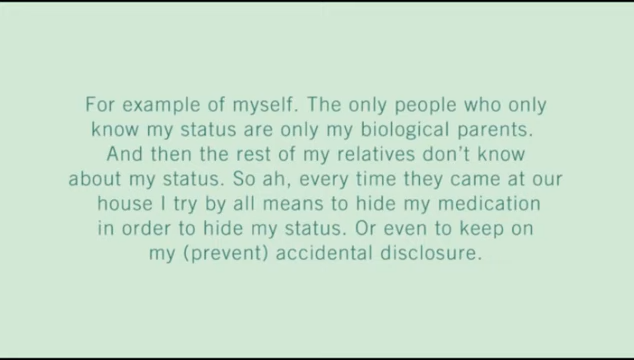 For example of myself. The only people who only
know my status are only my biological parents.
And then the rest of my relatives don't know
about my status. So ah, every time they came at our
house I try by all means to hide my medication
in order to hide my status. Or even to keep on
my (prevent) accidental disclosure.